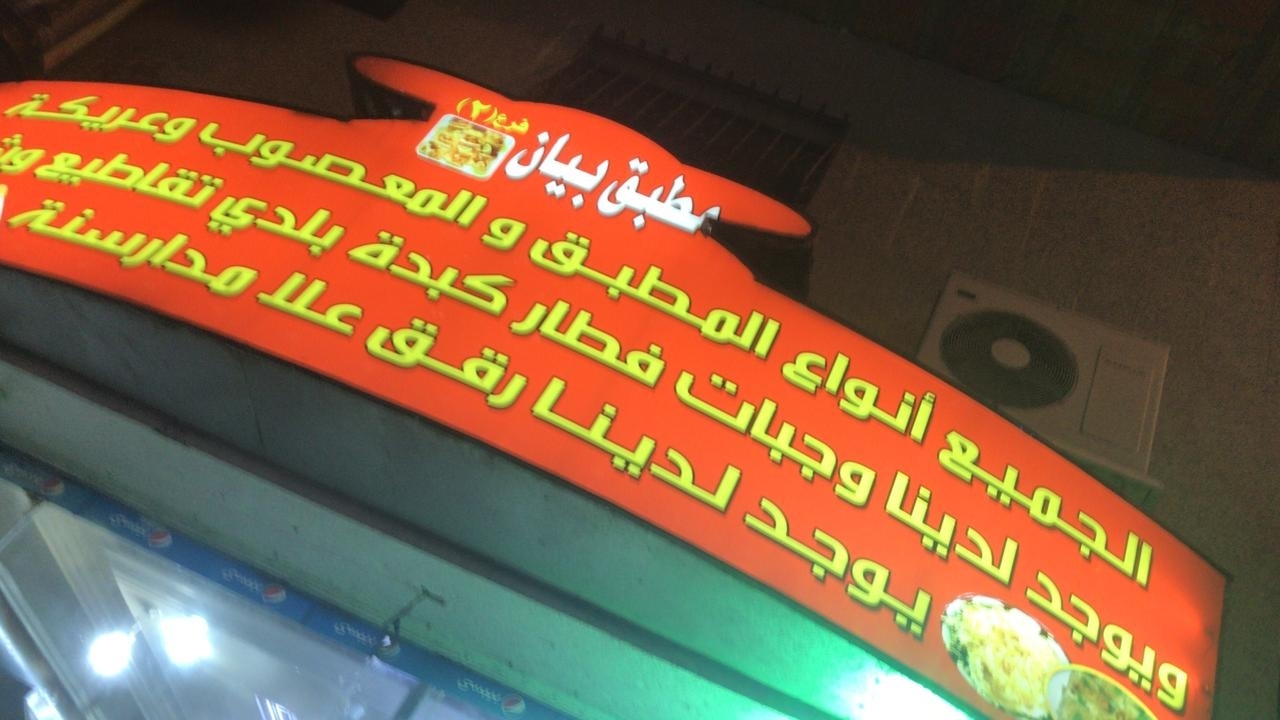 فرع (٢)
مطبق بيان
الجميع أنواع المطبق و المعصوب وعريكة
ويوجد لدينا وجبات فطار كبدة بلدي تقاطيع
يوجد لدينا رقق علا مدارسنة